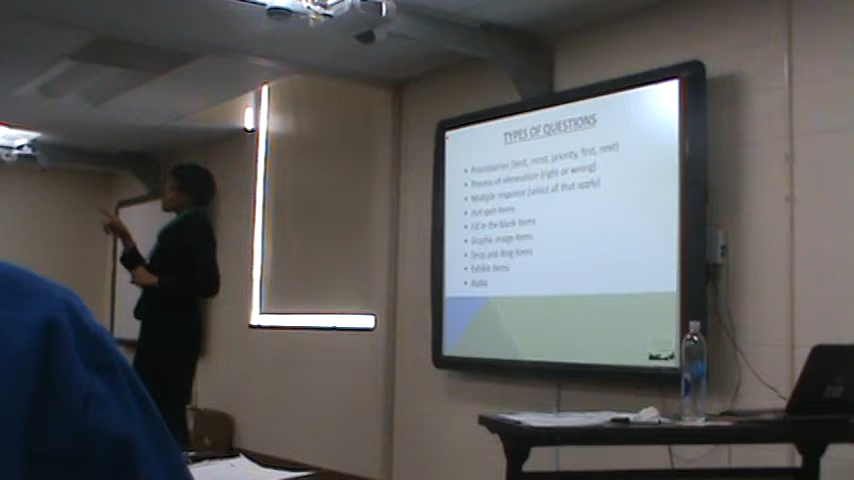 TYPES OF QUESTIONS
• Prioritization (best, most, priority, first, next)
• Process of elimination (right or wrong)
• Multiple response (select all that apply)
• Hot spot items
• Fill in the blank items
• Graphic image items
• Drop and drag items
• Exhibit items
• Audio